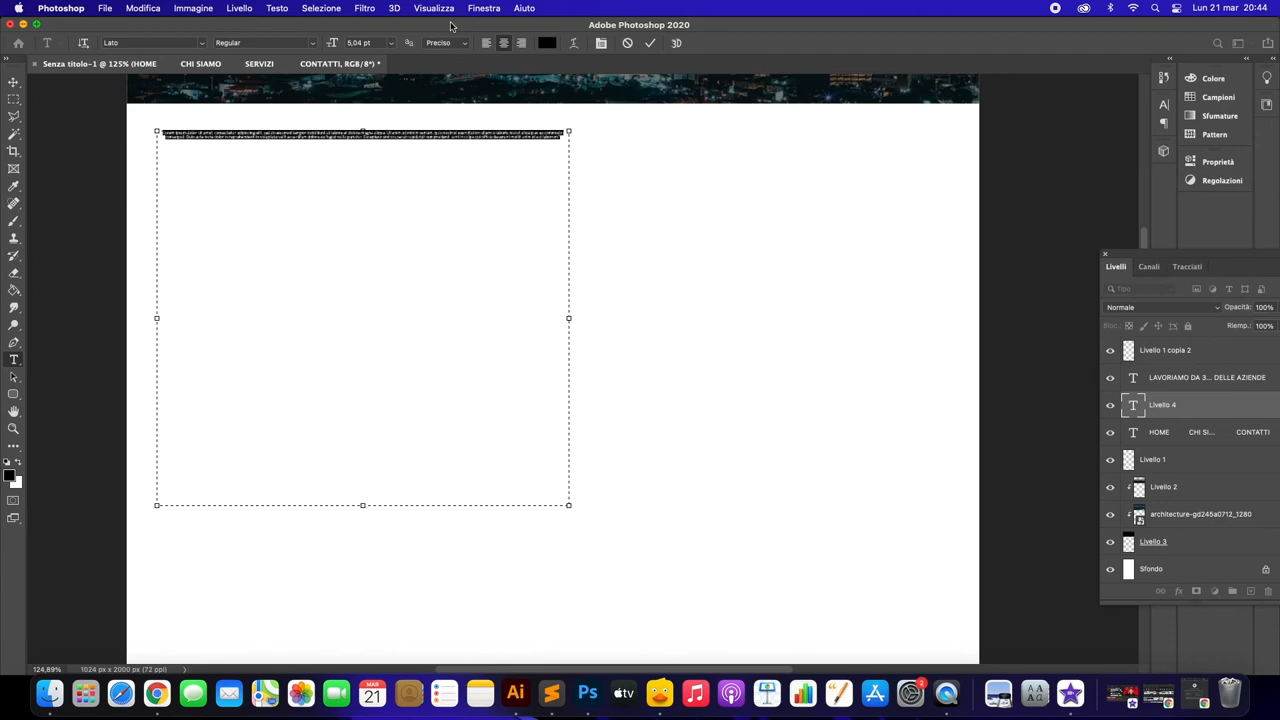 Photoshop File Modifica Immagine Livello Testo Selezione Filtro 3D Visualizza Finestra Aiuto Lun 21 mar 20:44
Adobe Photoshop 2020
Lato Regular 5,04 pt Preciso 3D
Senza titolo-1 @ 125% (HOME CHI SIAMO SERVIZI CONTATTI, RGB/8*) *
Colore
Campioni
Sfumature
Pattern
Proprietà
Regolazioni
Livelli Canali Tracciati
Tipo
Normale Opacità: 100%
Bloc.. Riemp.: 100%
Livello 1 copia 2
LAVORIAMO DA 3... DELLE AZIENDE
Livello 4
HOME CHI SI... CONTATTI
Livello 1
Livello 2
architecture-gd245a0712_1280
Livello 3
Sfondo
124,89% 1024 px x 2000 px (72 ppi)
MAR
21
tv
2